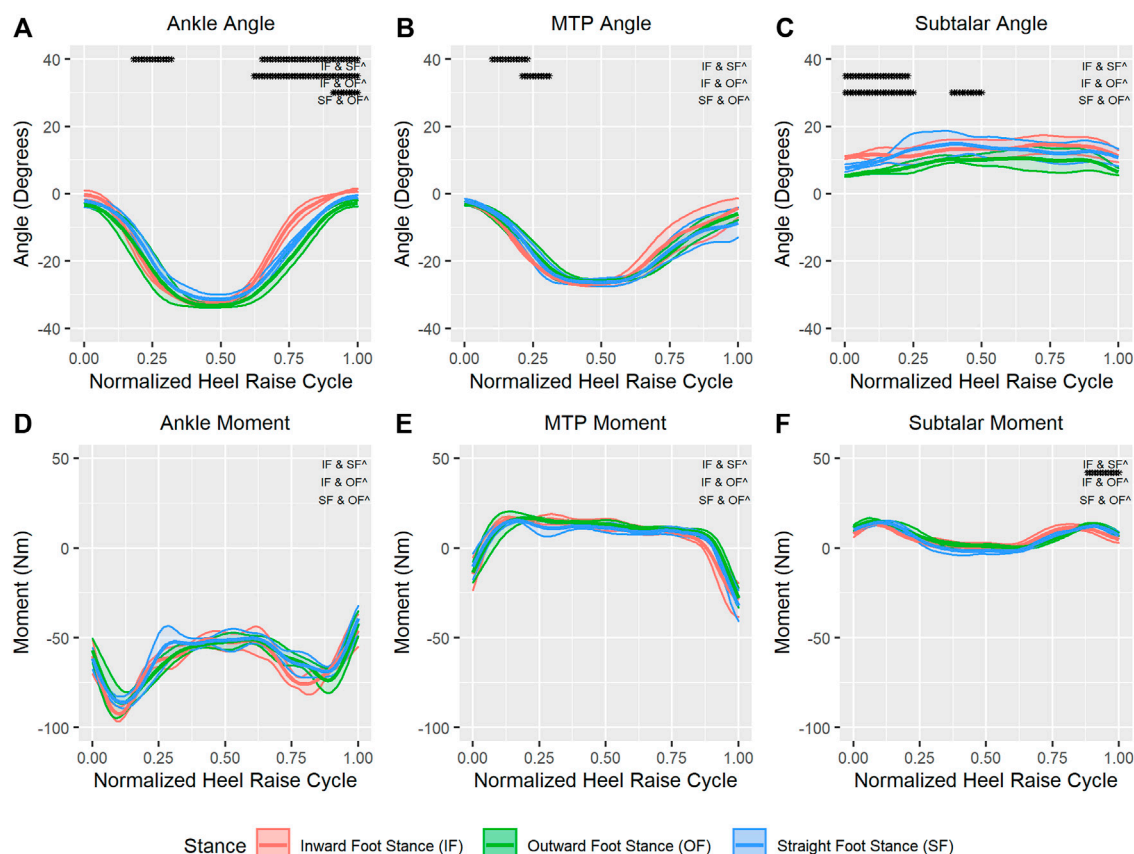 A Ankle Angle
B MTP Angle
C Subtalar Angle
Angle (Degrees)
40
20
0
-20
-40
IF & SF^
IF & OF^
SF & OF^
0.00 0.25 0.50 0.75 1.00
Normalized Heel Raise Cycle
Angle (Degrees)
40
20
0
-20
-40
IF & SF^
IF & OF^
SF & OF^
0.00 0.25 0.50 0.75 1.00
Normalized Heel Raise Cycle
Angle (Degrees)
40
20
0
-20
-40
IF & SF^
IF & OF^
SF & OF^
0.00 0.25 0.50 0.75 1.00
Normalized Heel Raise Cycle
D Ankle Moment
E MTP Moment
F Subtalar Moment
Moment (Nm)
50
0
-50
-100
IF & SF^
IF & OF^
SF & OF^
0.00 0.25 0.50 0.75 1.00
Normalized Heel Raise Cycle
Moment (Nm)
50
0
-50
-100
IF & SF^
IF & OF^
SF & OF^
0.00 0.25 0.50 0.75 1.00
Normalized Heel Raise Cycle
Moment (Nm)
50
0
-50
-100
IF & SF^
IF & OF^
SF & OF^
0.00 0.25 0.50 0.75 1.00
Normalized Heel Raise Cycle
Stance Inward Foot Stance (IF) Outward Foot Stance (OF) Straight Foot Stance (SF)